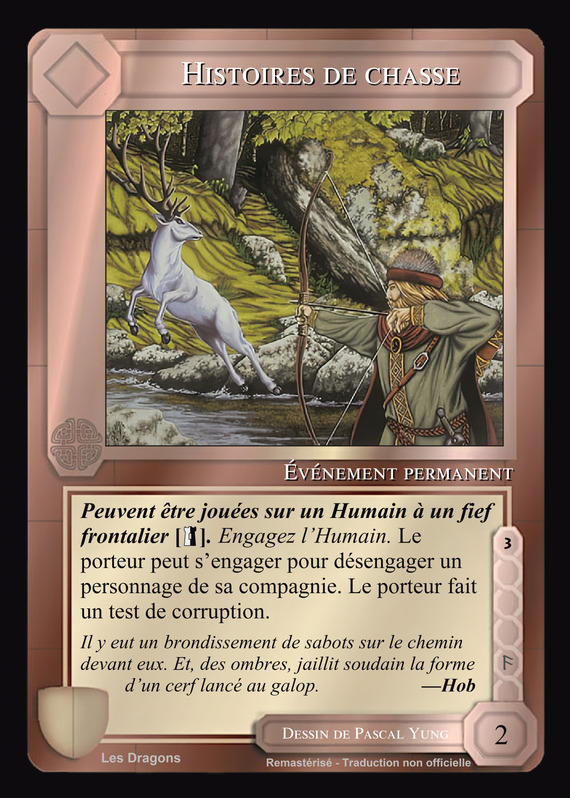 Histoires de chasse
Événement permanent
Peuvent être jouées sur un Humain à un fief
frontalier []. Engagez l’Humain. Le
porteur peut s’engager pour désengager un
personnage de sa compagnie. Le porteur fait
un test de corruption.
3
Il y eut un brondissement de sabots sur le chemin
devant eux. Et, des ombres, jaillit soudain la forme
d’un cerf lancé au galop. —Hob
Dessin de Pascal Yung
2
Les Dragons
Remastérisé - Traduction non officielle